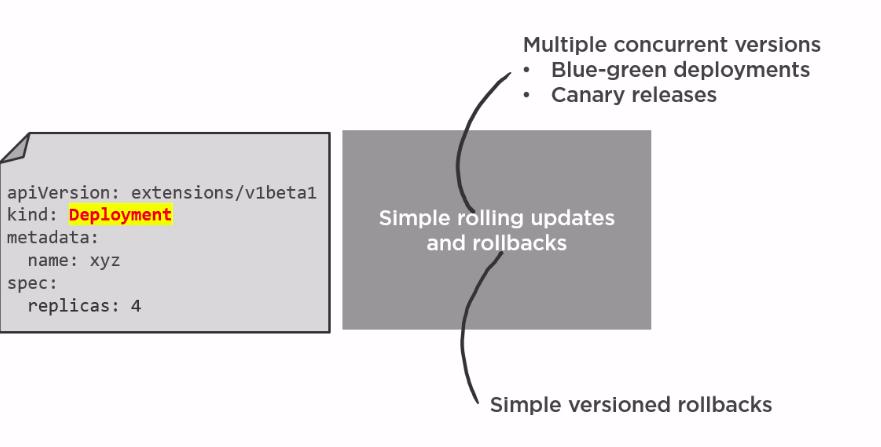 Multiple concurrent versions
• Blue-green deployments
• Canary releases
apiVersion: extensions/v1beta1
kind: Deployment
metadata:
  name: xyz
spec:
  replicas: 4
Simple rolling updates
and rollbacks
Simple versioned rollbacks